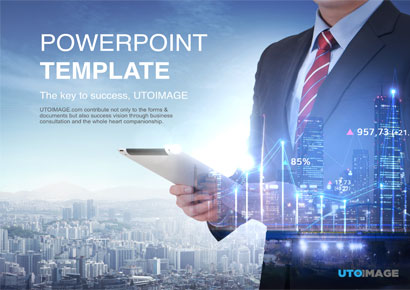 POWERPOINT
TEMPLATE
The key to success, UTOIMAGE
UTOIMAGE.com contribute not only to the forms &
documents but also success vision through business
consultation and the whole heart companionship.
957,73 (+32)
85%
UTOIMAGE